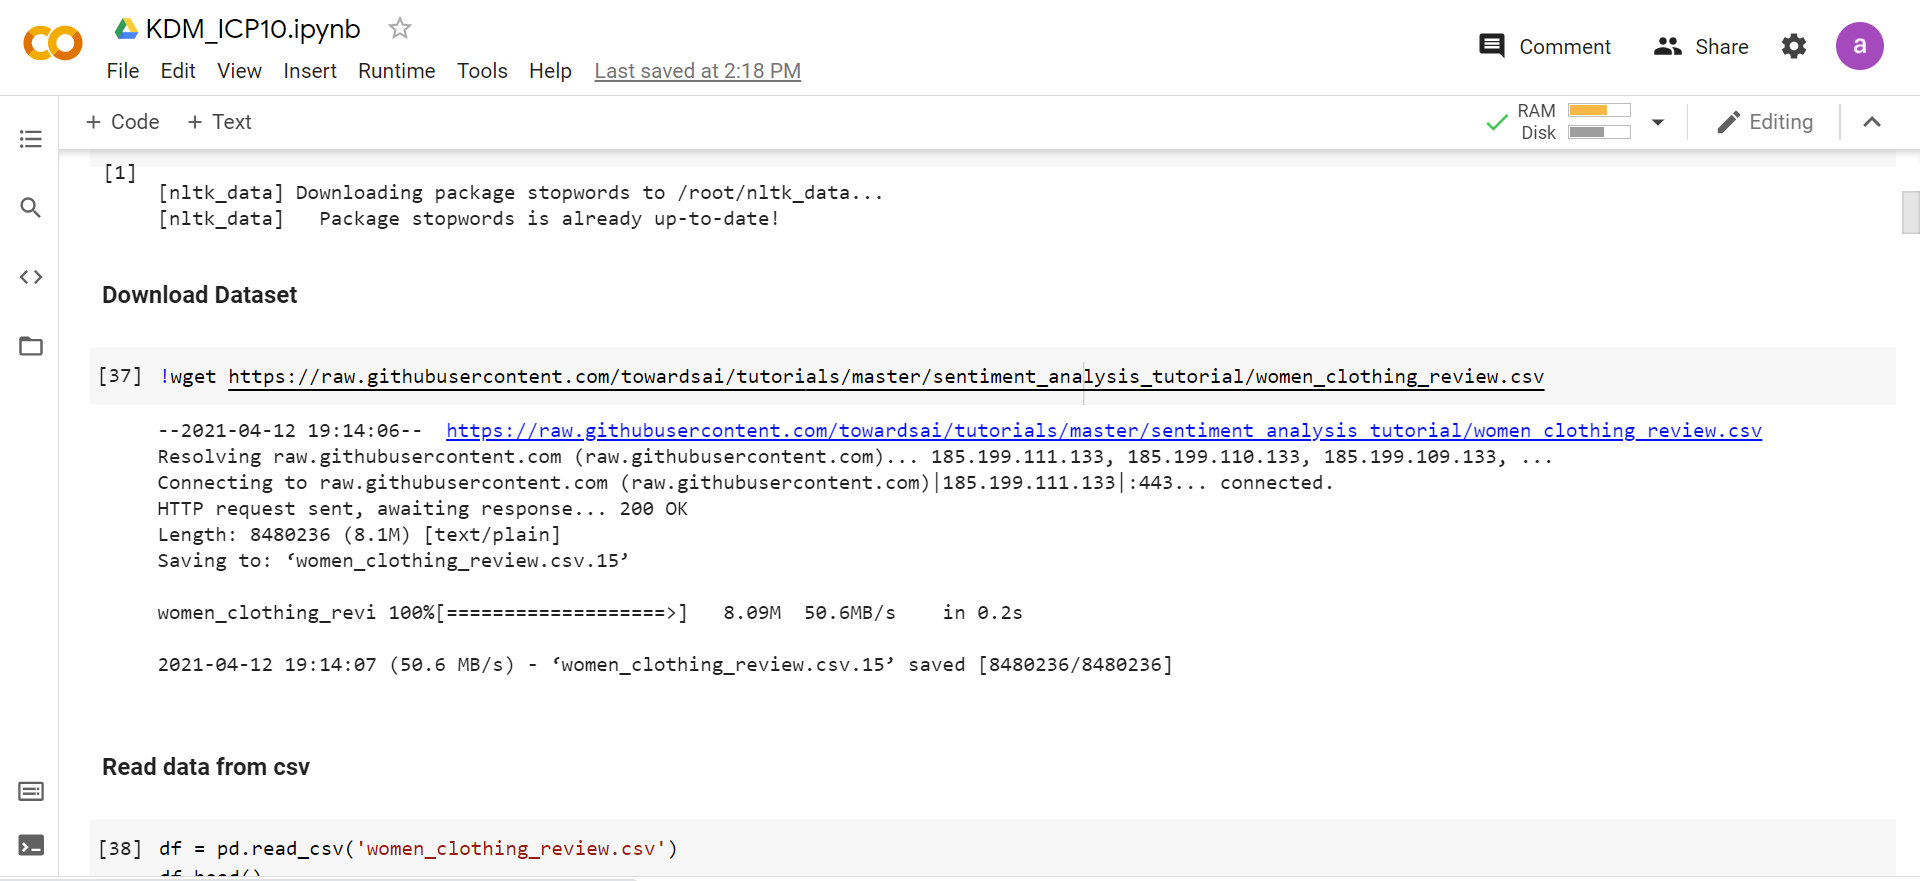 KDM_ICP10.ipynb
Comment
Share
a
File Edit View Insert Runtime Tools Help Last saved at 2:18 PM
+ Code + Text
RAM
Disk
Editing
[1]
[nltk_data] Downloading package stopwords to /root/nltk_data...
[nltk_data]   Package stopwords is already up-to-date!
Download Dataset
[37] !wget https://raw.githubusercontent.com/towardsai/tutorials/master/sentiment_analysis_tutorial/women_clothing_review.csv
--2021-04-12 19:14:06--  https://raw.githubusercontent.com/towardsai/tutorials/master/sentiment_analysis_tutorial/women_clothing_review.csv
Resolving raw.githubusercontent.com (raw.githubusercontent.com)... 185.199.111.133, 185.199.110.133, 185.199.109.133, ...
Connecting to raw.githubusercontent.com (raw.githubusercontent.com)|185.199.111.133|:443... connected.
HTTP request sent, awaiting response... 200 OK
Length: 8480236 (8.1M) [text/plain]
Saving to: ‘women_clothing_review.csv.15’
women_clothing_revi 100%[===================>]   8.09M  50.6MB/s    in 0.2s
2021-04-12 19:14:07 (50.6 MB/s) - ‘women_clothing_review.csv.15’ saved [8480236/8480236]
Read data from csv
[38] df = pd.read_csv('women_clothing_review.csv')
df.head()